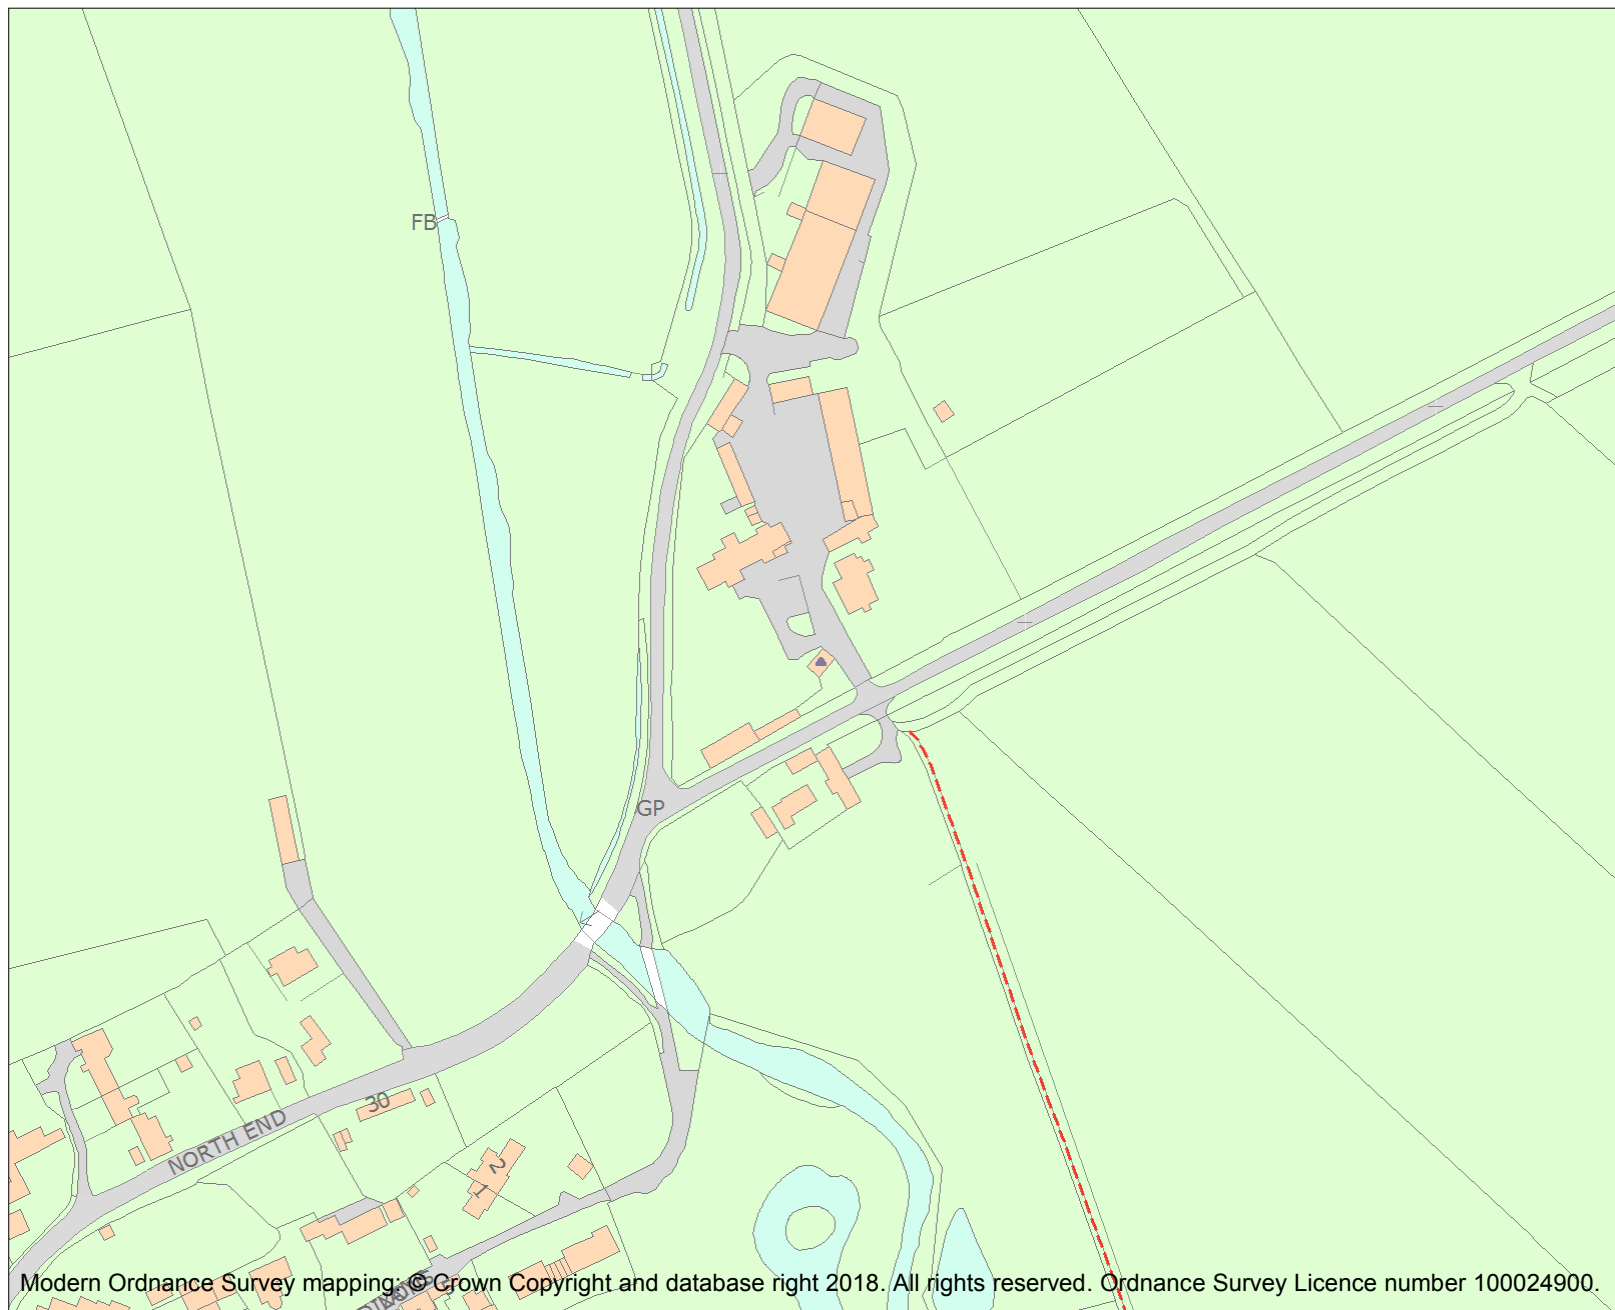 FB
GP
30
NORTH END
2
1
Modern Ordnance Survey mapping: © Crown Copyright and database right 2018. All rights reserved. Ordnance Survey Licence number 100024900.